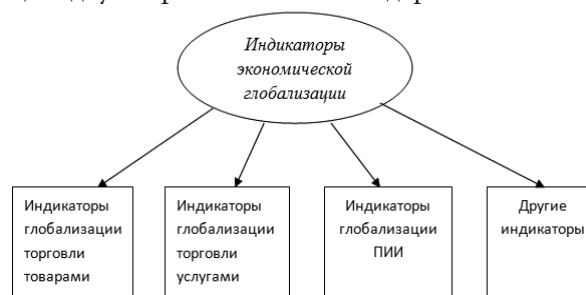 Индикаторы
экономической
глобализации
Индикаторы
глобализации
торговли
товарами
Индикаторы
глобализации
торговли
услугами
Индикаторы
глобализации
ПИИ
Другие
индикаторы